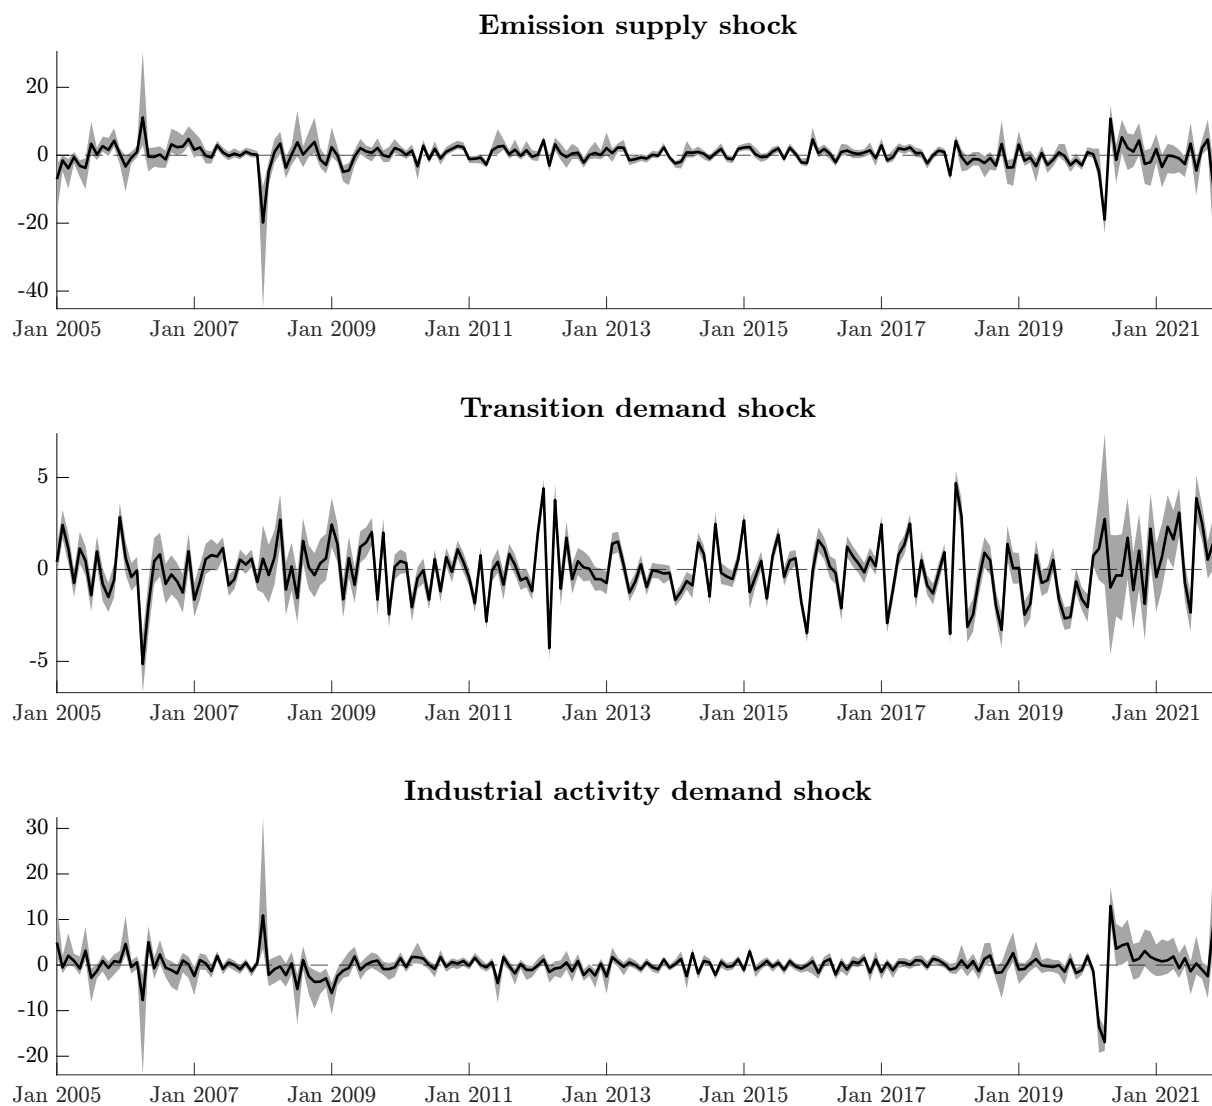 Emission supply shock
20
0
-20
-40
Jan 2005 Jan 2007 Jan 2009 Jan 2011 Jan 2013 Jan 2015 Jan 2017 Jan 2019 Jan 2021
Transition demand shock
5
0
-5
Jan 2005 Jan 2007 Jan 2009 Jan 2011 Jan 2013 Jan 2015 Jan 2017 Jan 2019 Jan 2021
Industrial activity demand shock
30
20
10
0
-10
-20
Jan 2005 Jan 2007 Jan 2009 Jan 2011 Jan 2013 Jan 2015 Jan 2017 Jan 2019 Jan 2021